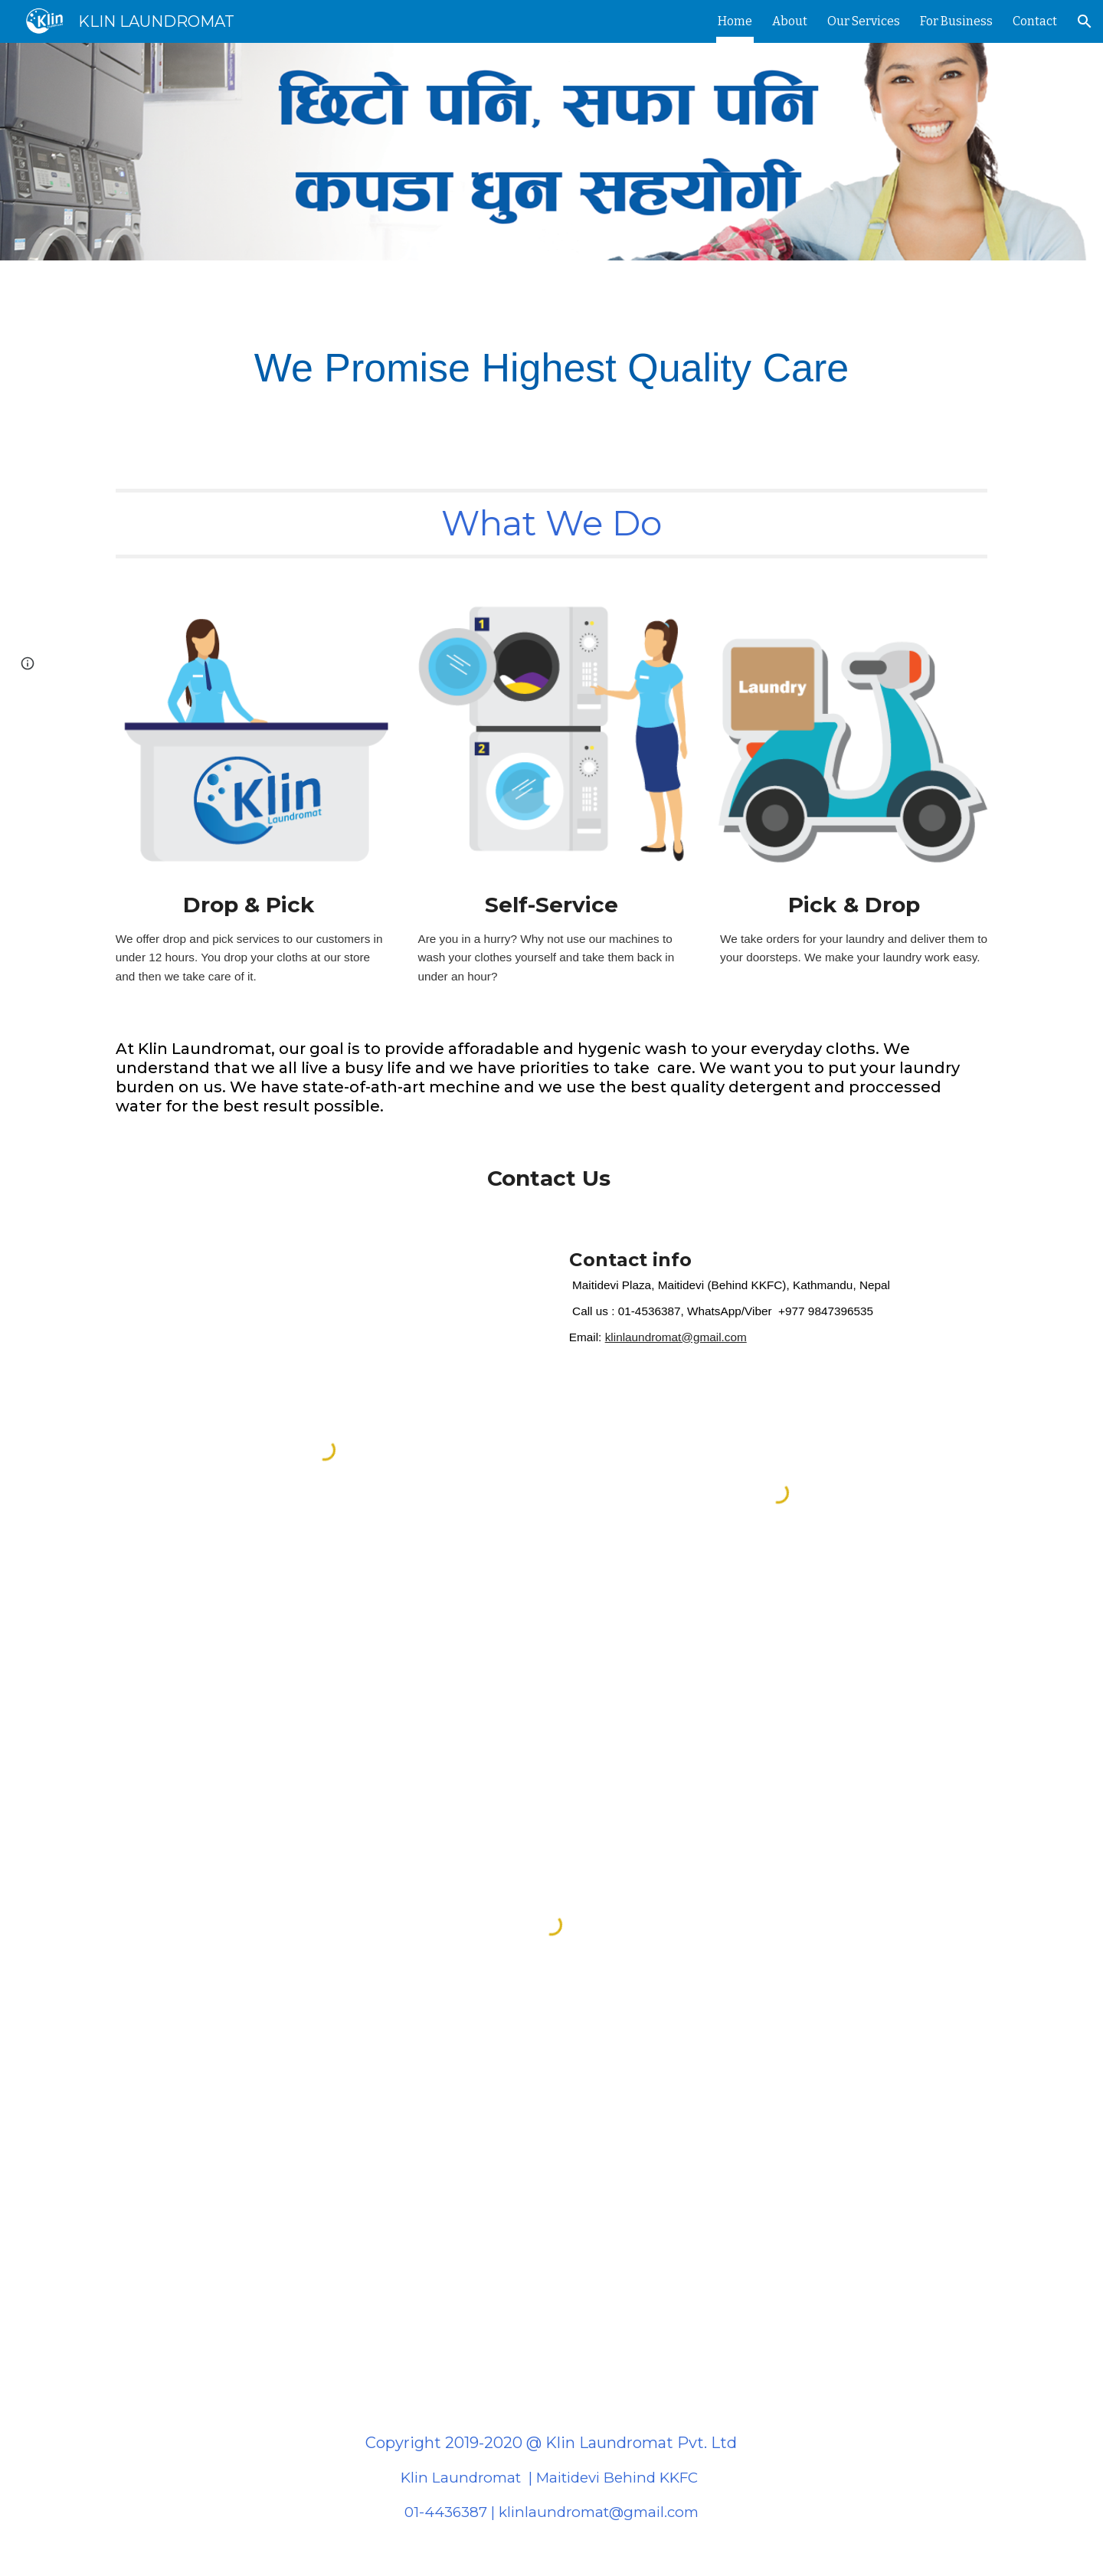 Klin
KLIN LAUNDROMAT
Home
About
Our Services
For Business
Contact
छिटो पनि, सफा पनि
कपडा धुन सहयोगी
We Promise Highest Quality Care
What We Do
Klin
Laundromat
1
2
Laundry
Drop & Pick
We offer drop and pick services to our customers in
under 12 hours. You drop your cloths at our store
and then we take care of it.
Self-Service
Are you in a hurry? Why not use our machines to
wash your clothes yourself and take them back in
under an hour?
Pick & Drop
We take orders for your laundry and deliver them to
your doorsteps. We make your laundry work easy.
At Klin Laundromat, our goal is to provide afforadable and hygenic wash to your everyday cloths. We
understand that we all live a busy life and we have priorities to take care. We want you to put your laundry
burden on us. We have state-of-ath-art mechine and we use the best quality detergent and proccessed
water for the best result possible.
Contact Us
Contact info
Maitidevi Plaza, Maitidevi (Behind KKFC), Kathmandu, Nepal
Call us : 01-4536387, WhatsApp/Viber +977 9847396535
Email: klinlaundromat@gmail.com
Copyright 2019-2020 @ Klin Laundromat Pvt. Ltd
Klin Laundromat | Maitidevi Behind KKFC
01-4436387 | klinlaundromat@gmail.com